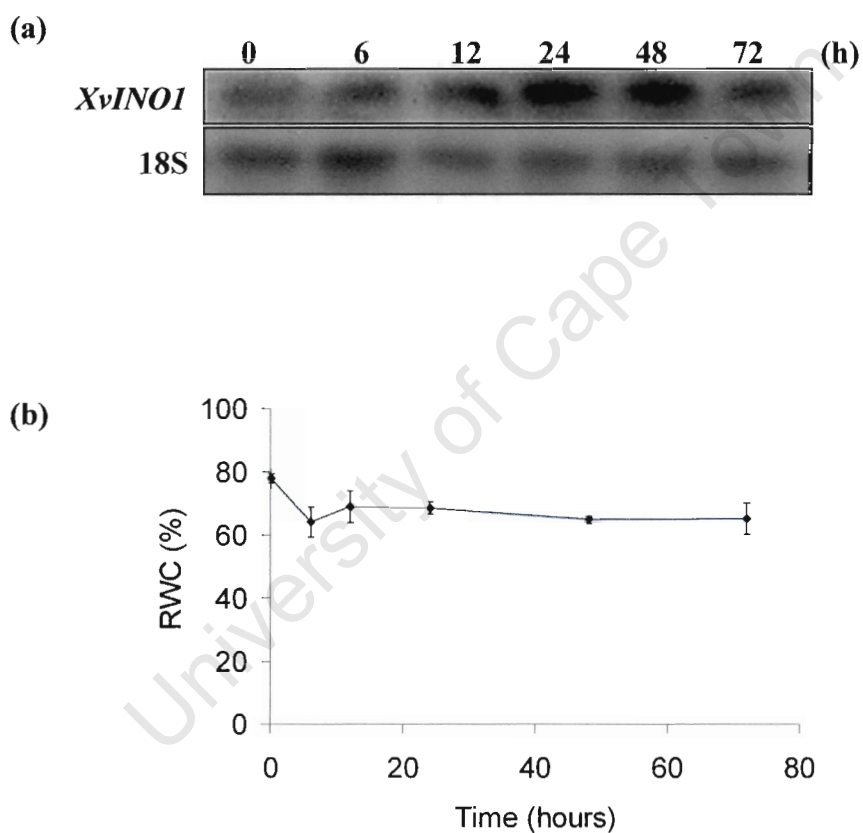 (a)
0 6 12 24 48 72 (h)
XvINO1
18S
(b)
100
80
60
40
20
0
RWC (%)
0 20 40 60 80
Time (hours)
University of Cape Town